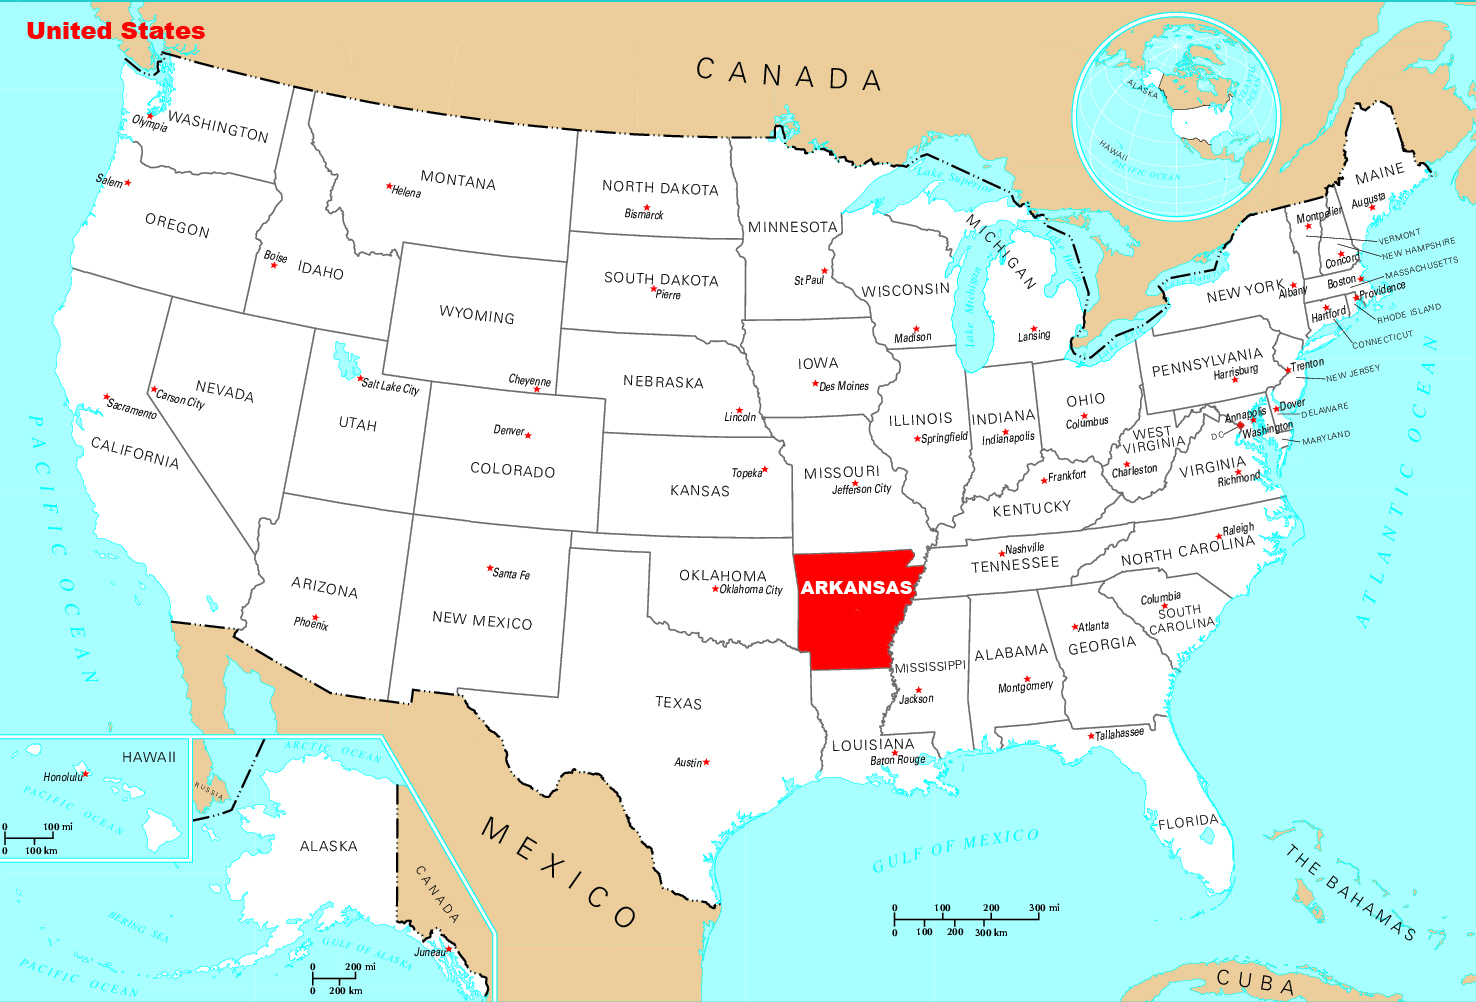 United States
CANADA
ALASKA
HAWAII
PACIFIC OCEAN
WASHINGTON
Olympia
Salem
OREGON
MONTANA
Helena
Boise
IDAHO
NORTH DAKOTA
Bismarck
SOUTH DAKOTA
Pierre
MINNESOTA
St Paul
Lake Superior
MICHIGAN
Lansing
Lake Michigan
WISCONSIN
Madison
MAINE
Augusta
Montpelier
VERMONT
NEW HAMPSHIRE
Concord
MASSACHUSETTS
Boston
Providence
RHODE ISLAND
Hartford
CONNECTICUT
NEW YORK
Albany
WYOMING
Cheyenne
NEBRASKA
Lincoln
IOWA
Des Moines
ILLINOIS
Springfield
INDIANA
Indianapolis
OHIO
Columbus
PENNSYLVANIA
Harrisburg
Trenton
NEW JERSEY
Dover
DELAWARE
Annapolis
Washington
DC
MARYLAND
WEST
VIRGINIA
Charleston
VIRGINIA
Richmond
NEVADA
Carson City
Sacramento
CALIFORNIA
Salt Lake City
UTAH
Denver
COLORADO
Topeka
KANSAS
MISSOURI
Jefferson City
Frankfort
KENTUCKY
Nashville
TENNESSEE
Raleigh
NORTH CAROLINA
Columbia
SOUTH
CAROLINA
PACIFIC OCEAN
ATLANTIC OCEAN
ARIZONA
Phoenix
Santa Fe
NEW MEXICO
OKLAHOMA
Oklahoma City
ARKANSAS
MISSISSIPPI
Jackson
ALABAMA
Montgomery
Atlanta
GEORGIA
TEXAS
Austin
LOUISIANA
Baton Rouge
Tallahassee
FLORIDA
GULF OF MEXICO
MEXICO
THE BAHAMAS
CUBA
0 100 200 300 mi
0 100 200 300 km
HAWAII
Honolulu
PACIFIC OCEAN
0 100 mi
0 100 km
RUSSIA
ARCTIC OCEAN
ALASKA
CANADA
Juneau
BERING SEA
GULF OF ALASKA
PACIFIC OCEAN
0 200 mi
0 200 km